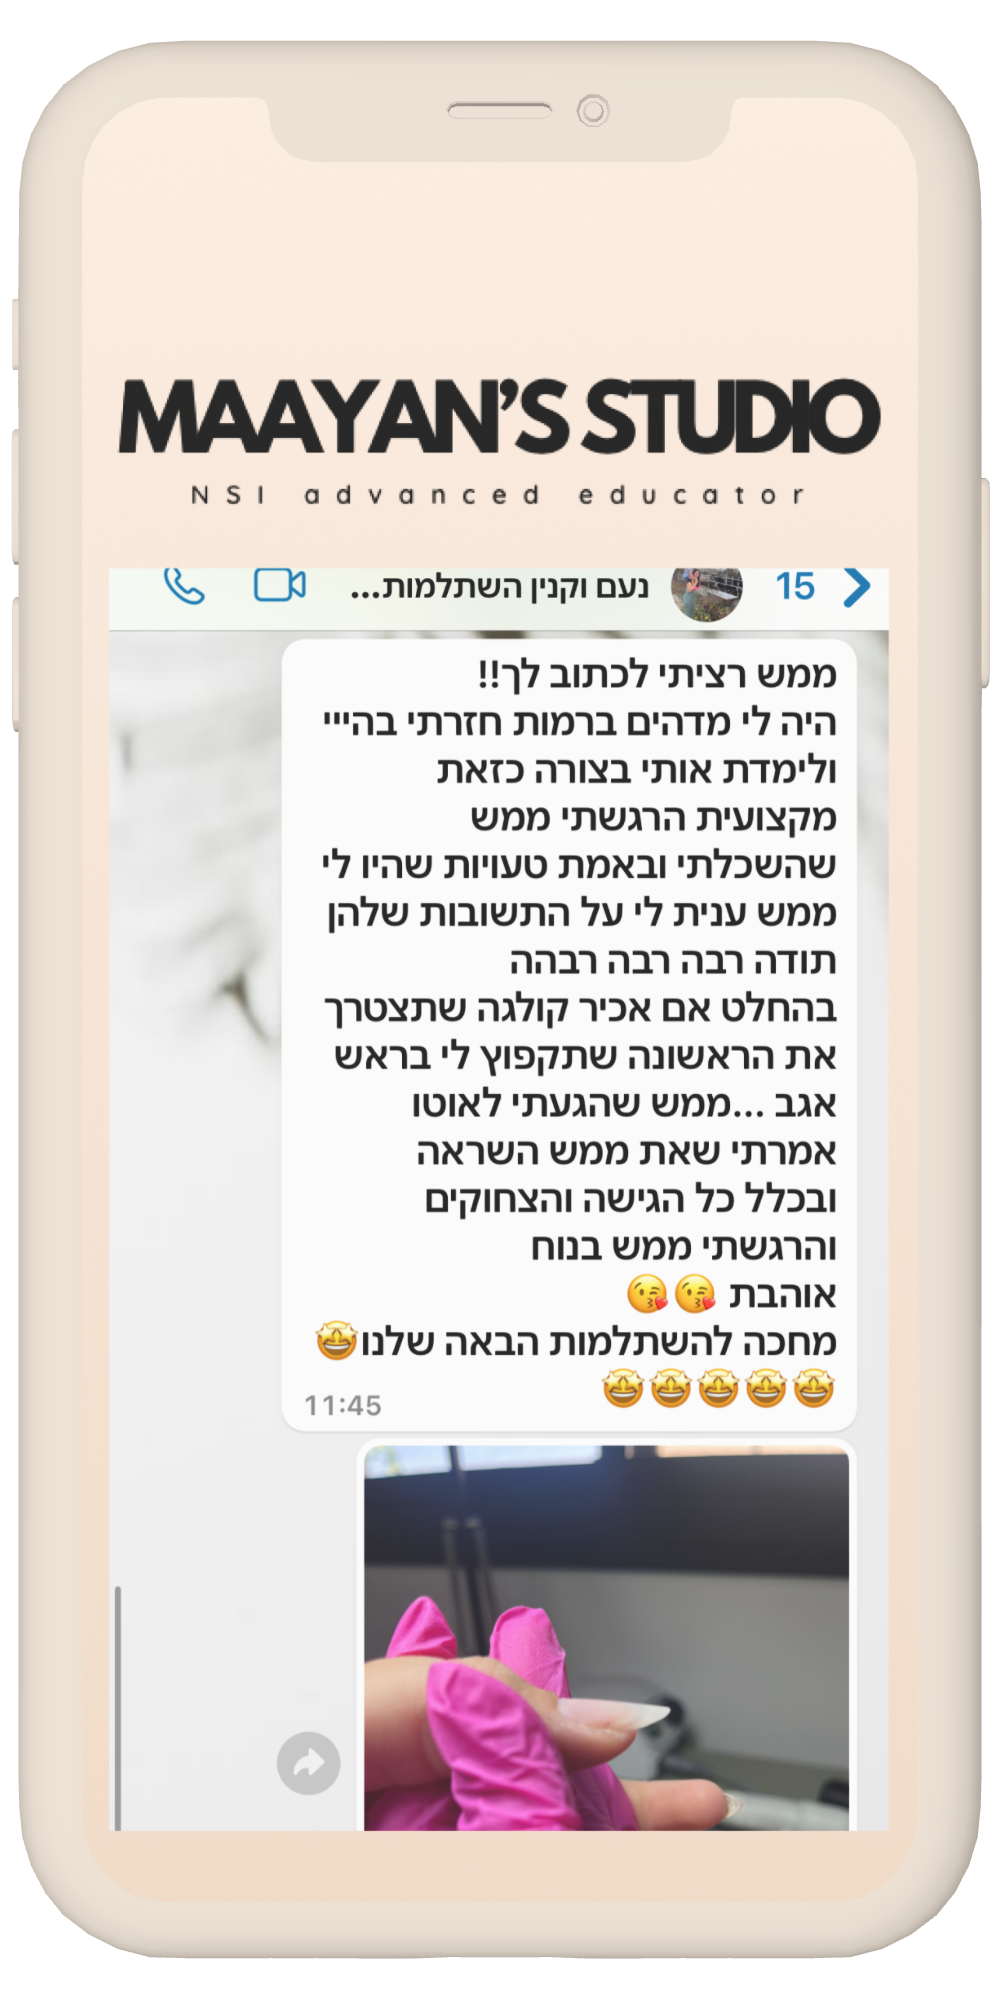 MAAYAN'S STUDIO
NSI advanced educator
15 נעם וקנין השתלמות...
ממש רציתי לכתוב לך!!
היה לי מדהים ברמות חזרתי בהייי
ולימדת אותי בצורה כזאת
מקצועית הרגשתי ממש
שהשכלתי ובאמת טעויות שהיו לי
ממש ענית לי על התשובות שלהן
תודה רבה רבה רבהה
בהחלט אם אכיר קולגה שתצטרך
את הראשונה שתקפוץ לי בראש
אגב ...ממש שהגעתי לאוטו
אמרתי שאת ממש השראה
ובכלל כל הגישה והצחוקים
והרגשתי ממש בנוח
אוהבת 😘😘
מחכה להשתלמות הבאה שלנו🤩
🤩🤩🤩🤩🤩
11:45